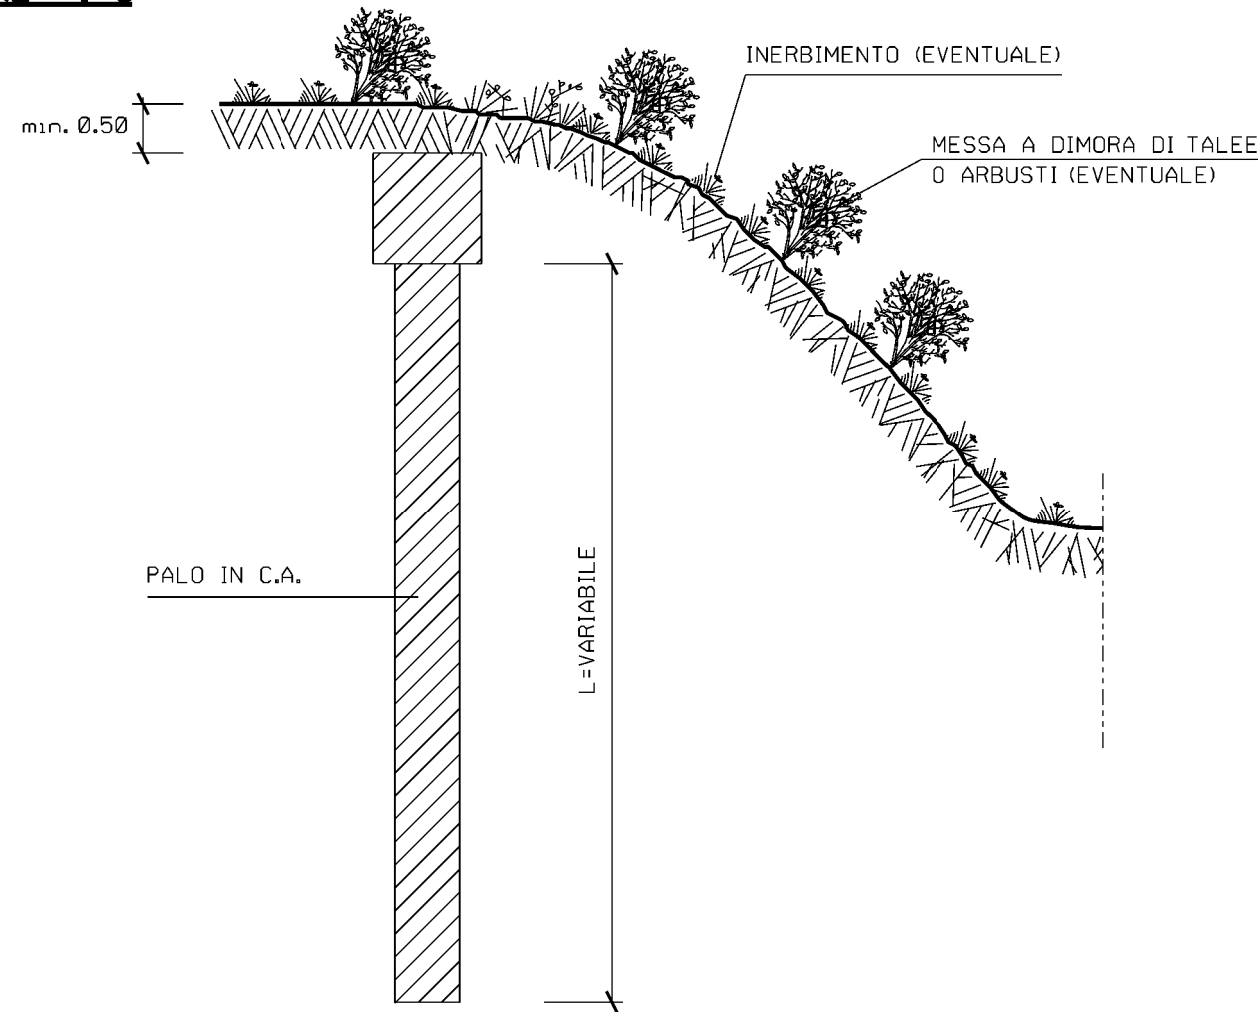 INERBIMENTO (EVENTUALE)
min. 0.50
MESSA A DIMORA DI TALEE
O ARBUSTI (EVENTUALE)
PALO IN C.A.
L=VARIABILE